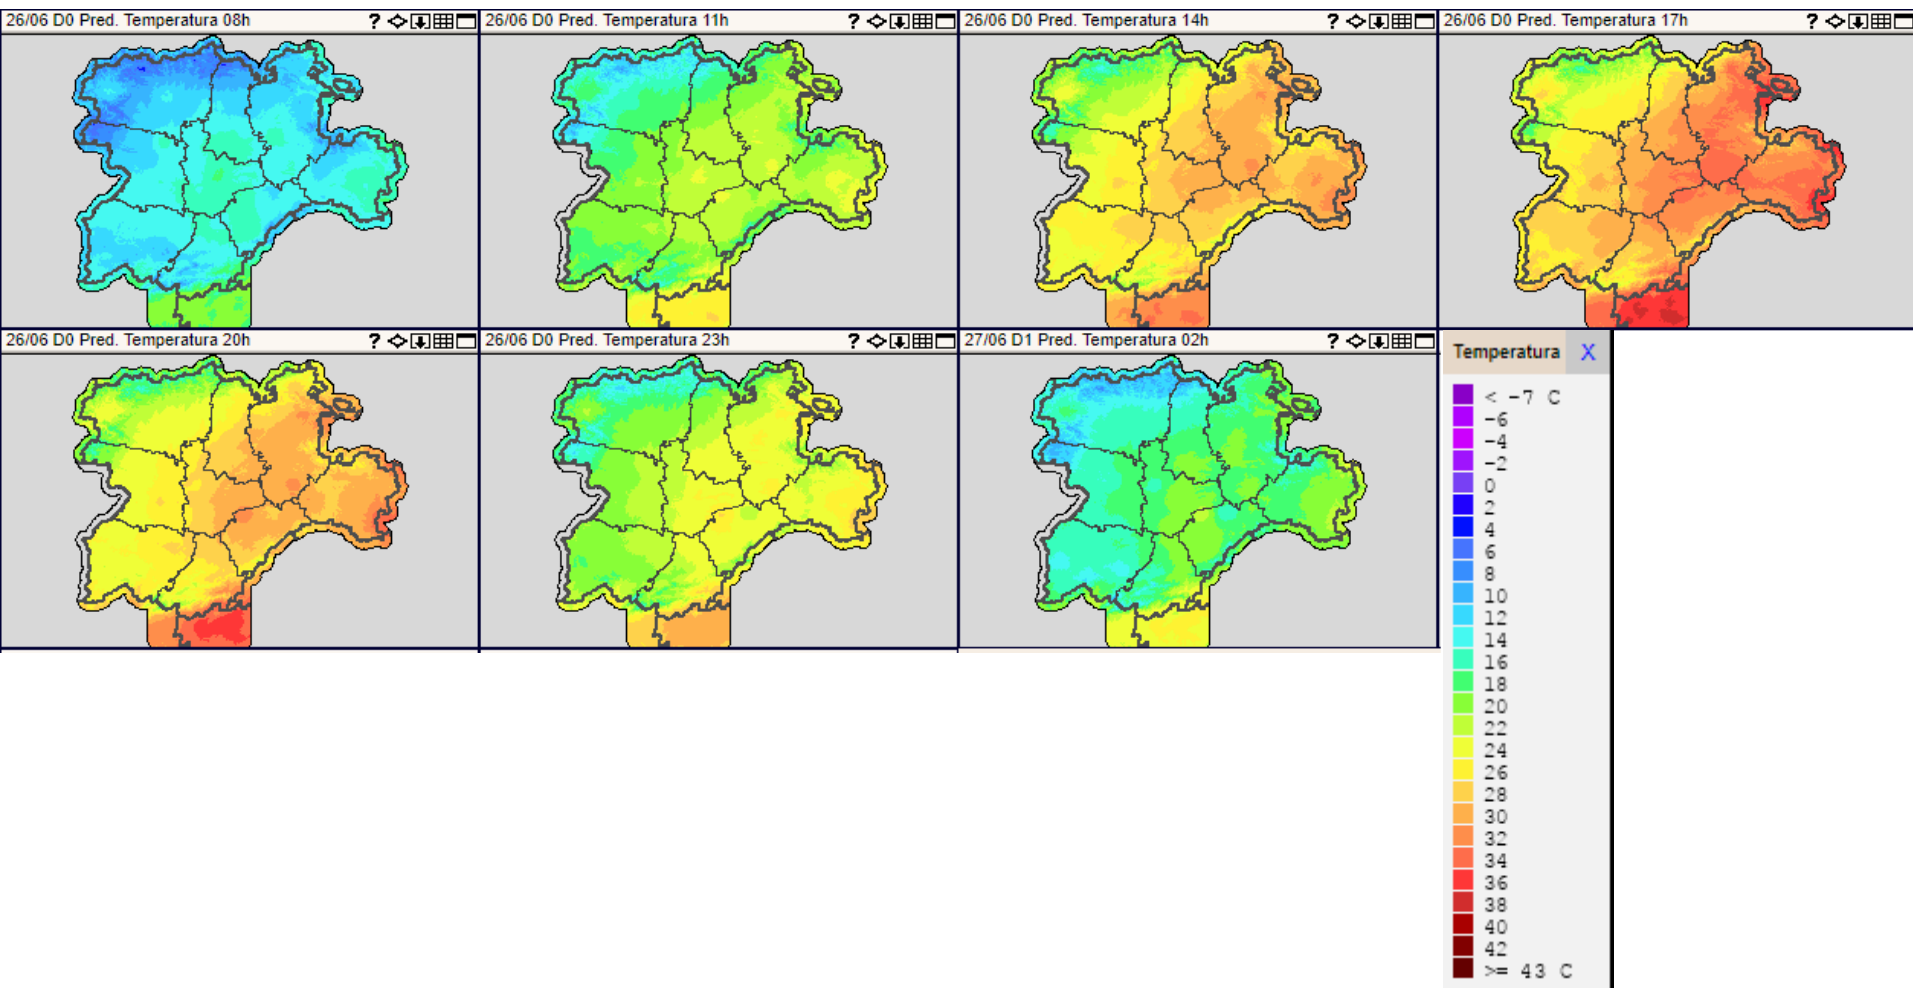 26/06 D0 Pred. Temperatura 08h ?
26/06 D0 Pred. Temperatura 11h ?
26/06 D0 Pred. Temperatura 14h ?
26/06 D0 Pred. Temperatura 17h ?
26/06 D0 Pred. Temperatura 20h ?
26/06 D0 Pred. Temperatura 23h ?
27/06 D1 Pred. Temperatura 02h ?
Temperatura X
< -7 C
-6
-4
-2
0
2
4
6
8
10
12
14
16
18
20
22
24
26
28
30
32
34
36
38
40
42
>= 43 C